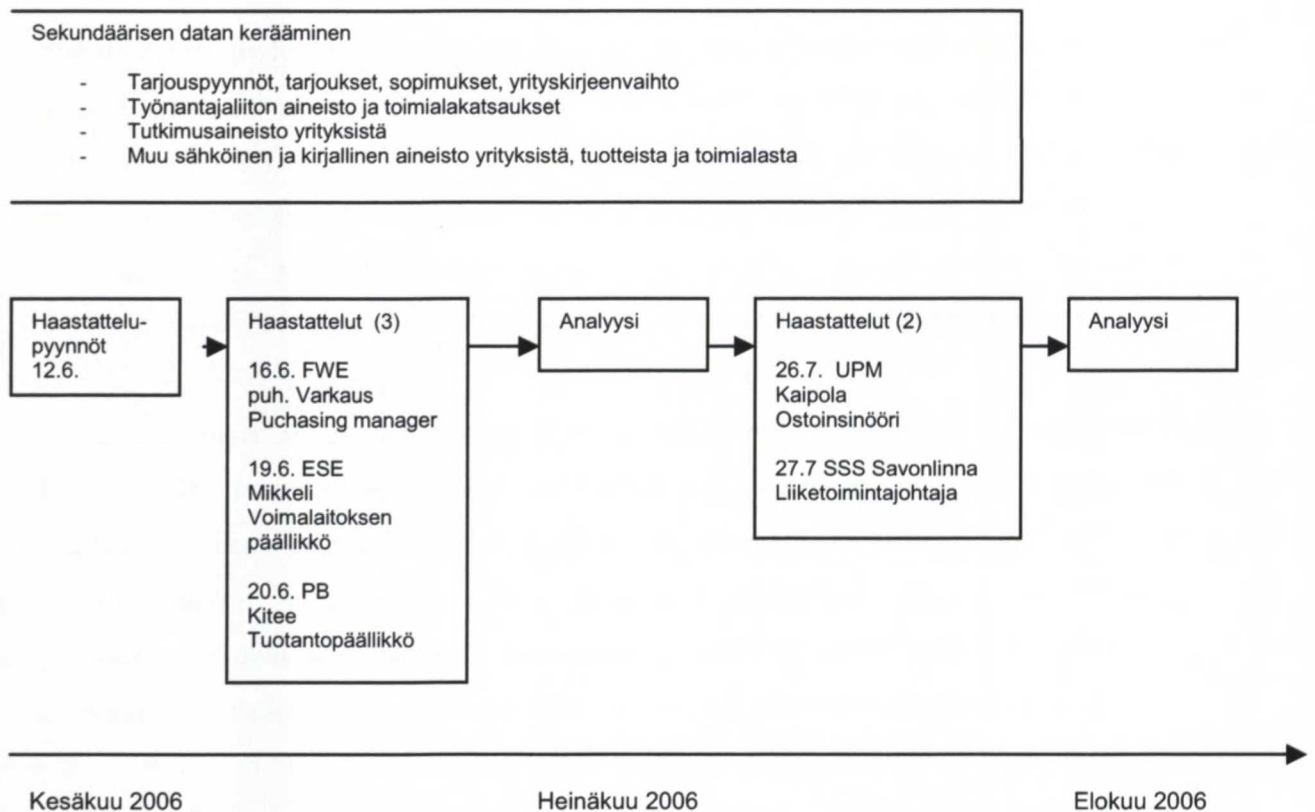 Sekundäärisen datan kerääminen
- Tarjouspyynnöt, tarjoukset, sopimukset, yrityskirjeenvaihto
- Työnantajaliiton aineisto ja toimialakatsaukset
- Tutkimusaineisto yrityksistä
- Muu sähköinen ja kirjallinen aineisto yrityksistä, tuotteista ja toimialasta
Haastattelu-
pyynnöt
12.6.
Haastattelut (3)
16.6. FWE
puh. Varkaus
Puchasing manager
19.6. ESE
Mikkeli
Voimalaitoksen
päällikkö
20.6. PB
Kitee
Tuotantopäällikkö
Analyysi
Haastattelut (2)
26.7. UPM
Kaipola
Ostoinsinööri
27.7 SSS Savonlinna
Liiketoimintajohtaja
Analyysi
Kesäkuu 2006
Heinäkuu 2006
Elokuu 2006